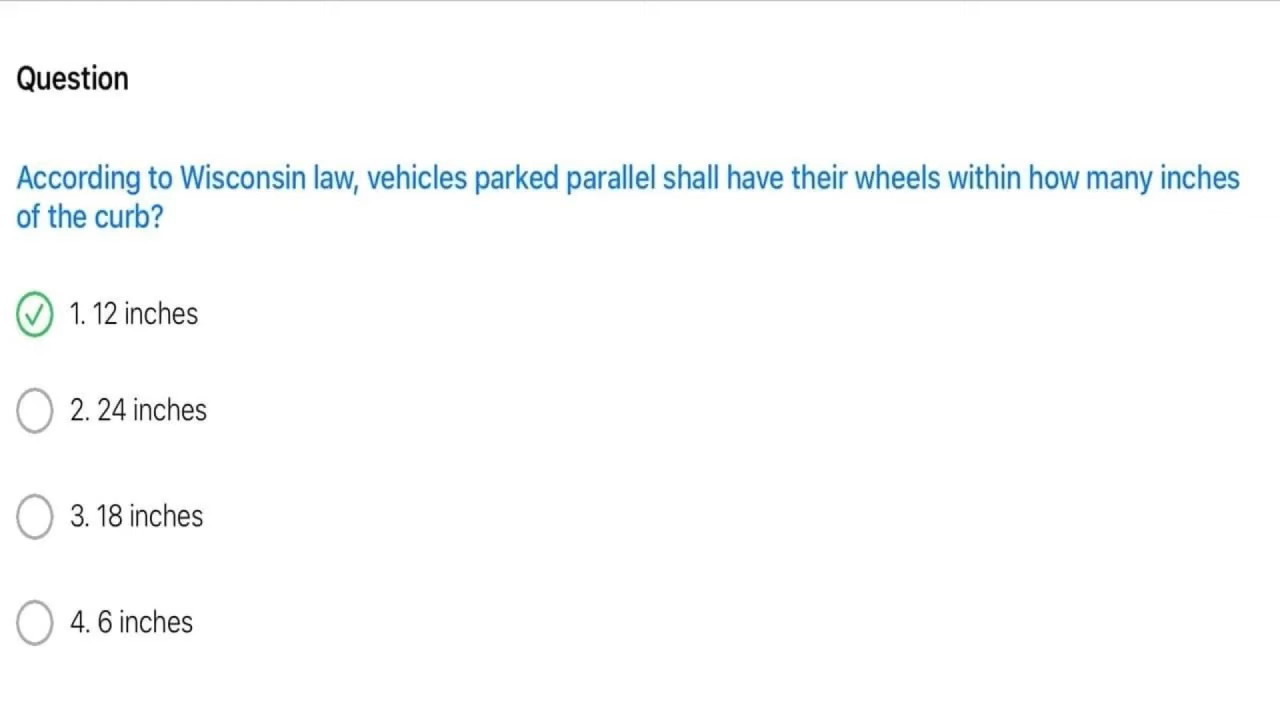 Question
According to Wisconsin law, vehicles parked parallel shall have their wheels within how many inches
of the curb?
1. 12 inches
2. 24 inches
3. 18 inches
4. 6 inches